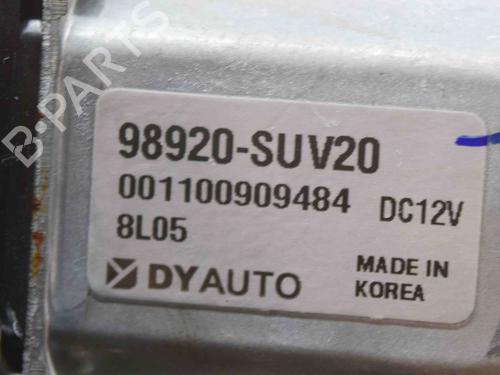 B-PARTS
98920-SUV20
001100909484 DC12V
8L05
DYAUTO
MADE IN
KOREA